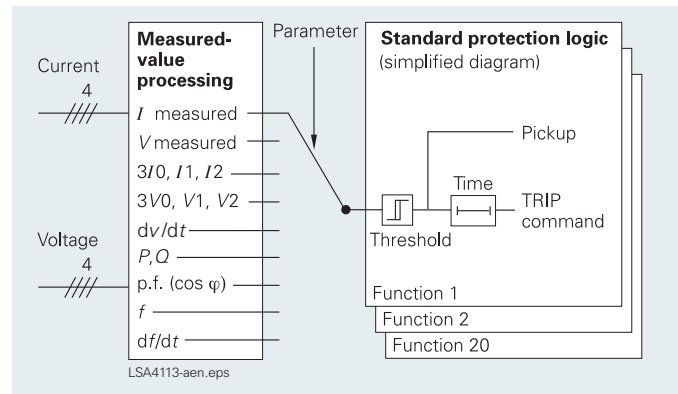 Measured-
value
processing
Parameter
Standard protection logic
(simplified diagram)
Current
4
I measured
V measured
3I0, I1, I2
3V0, V1, V2
dv/dt
P,Q
p.f. (cos φ)
f
df/dt
Voltage
4
Pickup
Time
TRIP
command
Threshold
Function 1
Function 2
Function 20
LSA4113-aen.eps